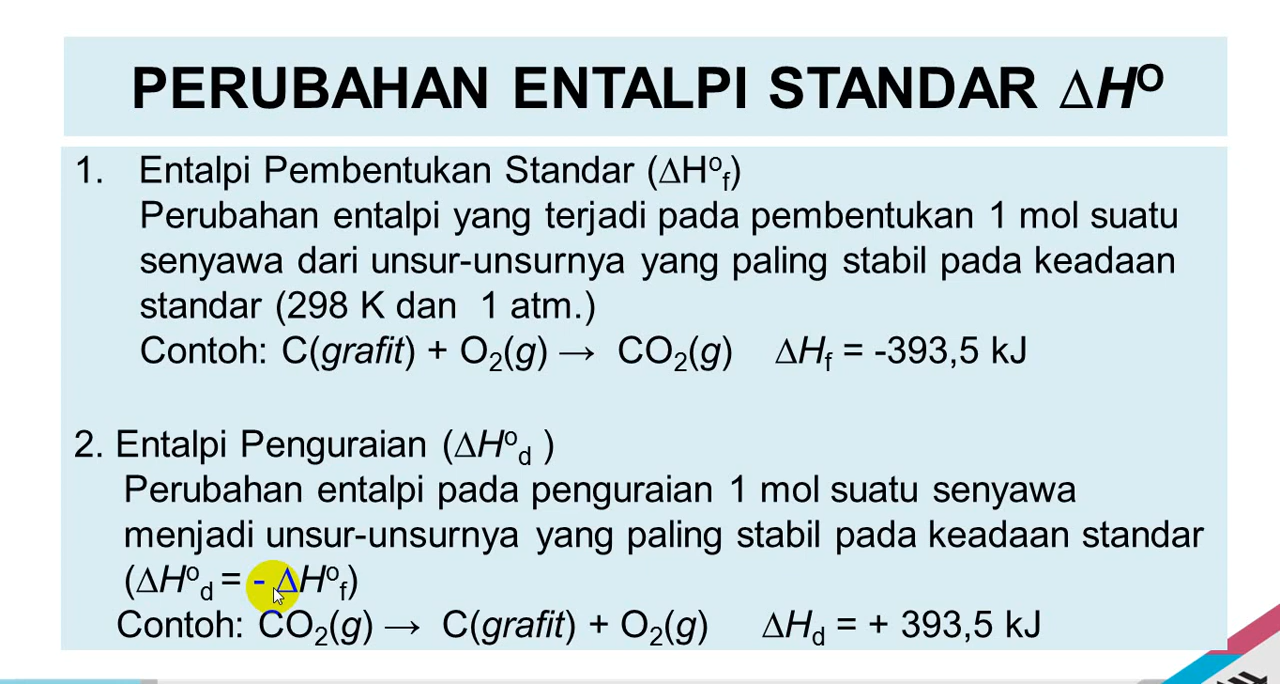 PERUBAHAN ENTALPI STANDAR ΔHᴼ
1. Entalpi Pembentukan Standar (ΔHᵒf)
Perubahan entalpi yang terjadi pada pembentukan 1 mol suatu
senyawa dari unsur-unsurnya yang paling stabil pada keadaan
standar (298 K dan 1 atm.)
Contoh: C(grafit) + O₂(g) → CO₂(g) ΔHf = -393,5 kJ
2. Entalpi Penguraian (ΔHᵒd )
Perubahan entalpi pada penguraian 1 mol suatu senyawa
menjadi unsur-unsurnya yang paling stabil pada keadaan standar
(ΔHᵒd = - ΔHᵒf)
Contoh: CO₂(g) → C(grafit) + O₂(g) ΔHd = + 393,5 kJ